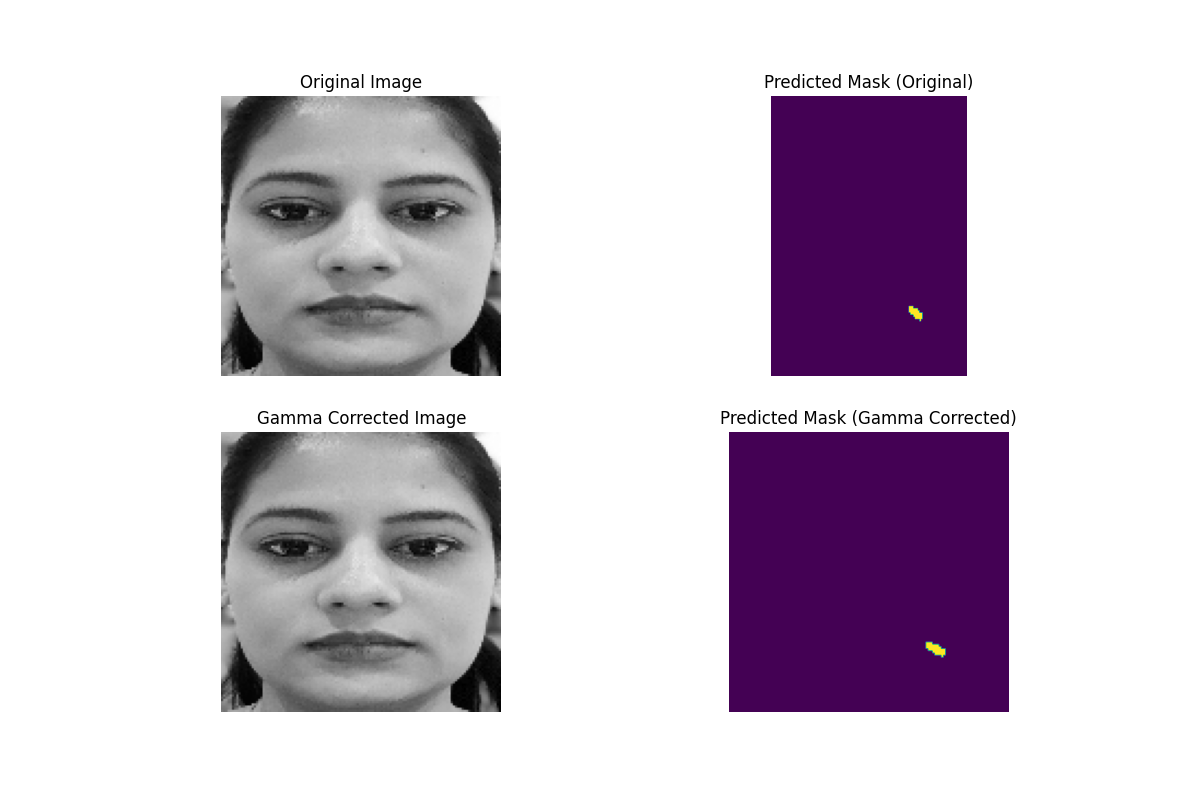 Original Image
Predicted Mask (Original)
Gamma Corrected Image
Predicted Mask (Gamma Corrected)